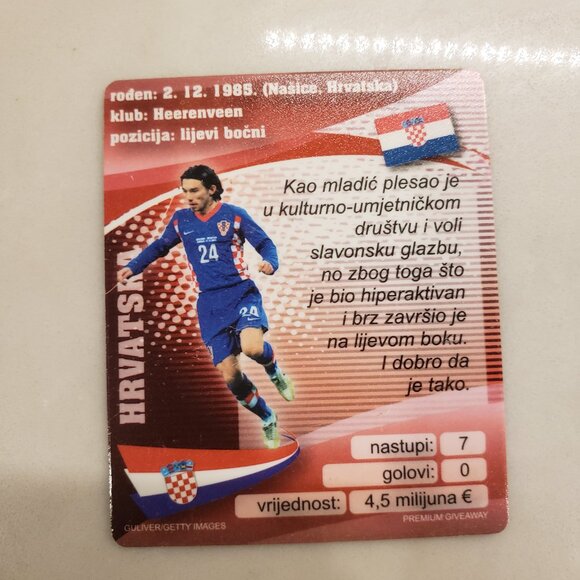 rođen: 2. 12. 1985. (Našice, Hrvatska)
klub: Heerenveen
pozicija: lijevi bočni
Kao mladić plesao je
u kulturno-umjetničkom
društvu i voli
slavonsku glazbu,
no zbog toga što
je bio hiperaktivan
i brz završio je
na lijevom boku.
I dobro da
je tako.
HRVATSKA
24
24
nastupi: 7
golovi: 0
vrijednost: 4,5 milijuna €
GULIVER/GETTY IMAGES
PREMIUM GIVEAWAY